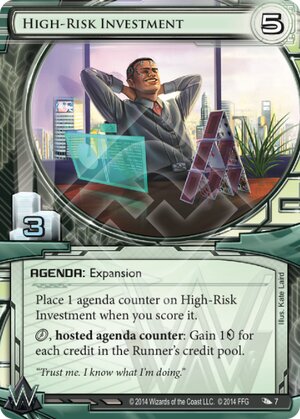 HIGH-RISK INVESTMENT
5
3
AGENDA: Expansion
Place 1 agenda counter on High-Risk
Investment when you score it.
, hosted agenda counter: Gain 1 for
each credit in the Runner's credit pool.
"Trust me. I know what I'm doing."
Illus. Kate Laird
© 2014 Wizards of the Coast LLC. © 2014 FFG 7